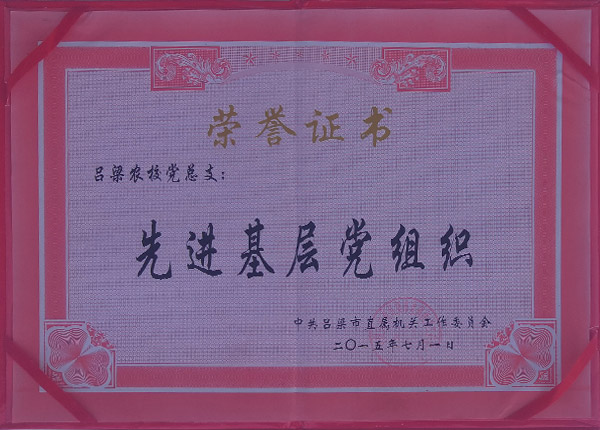 荣誉证书
吕梁农校党总支：
先进基层党组织
中共吕梁市直属机关工作委员会
二〇一五年七月一日